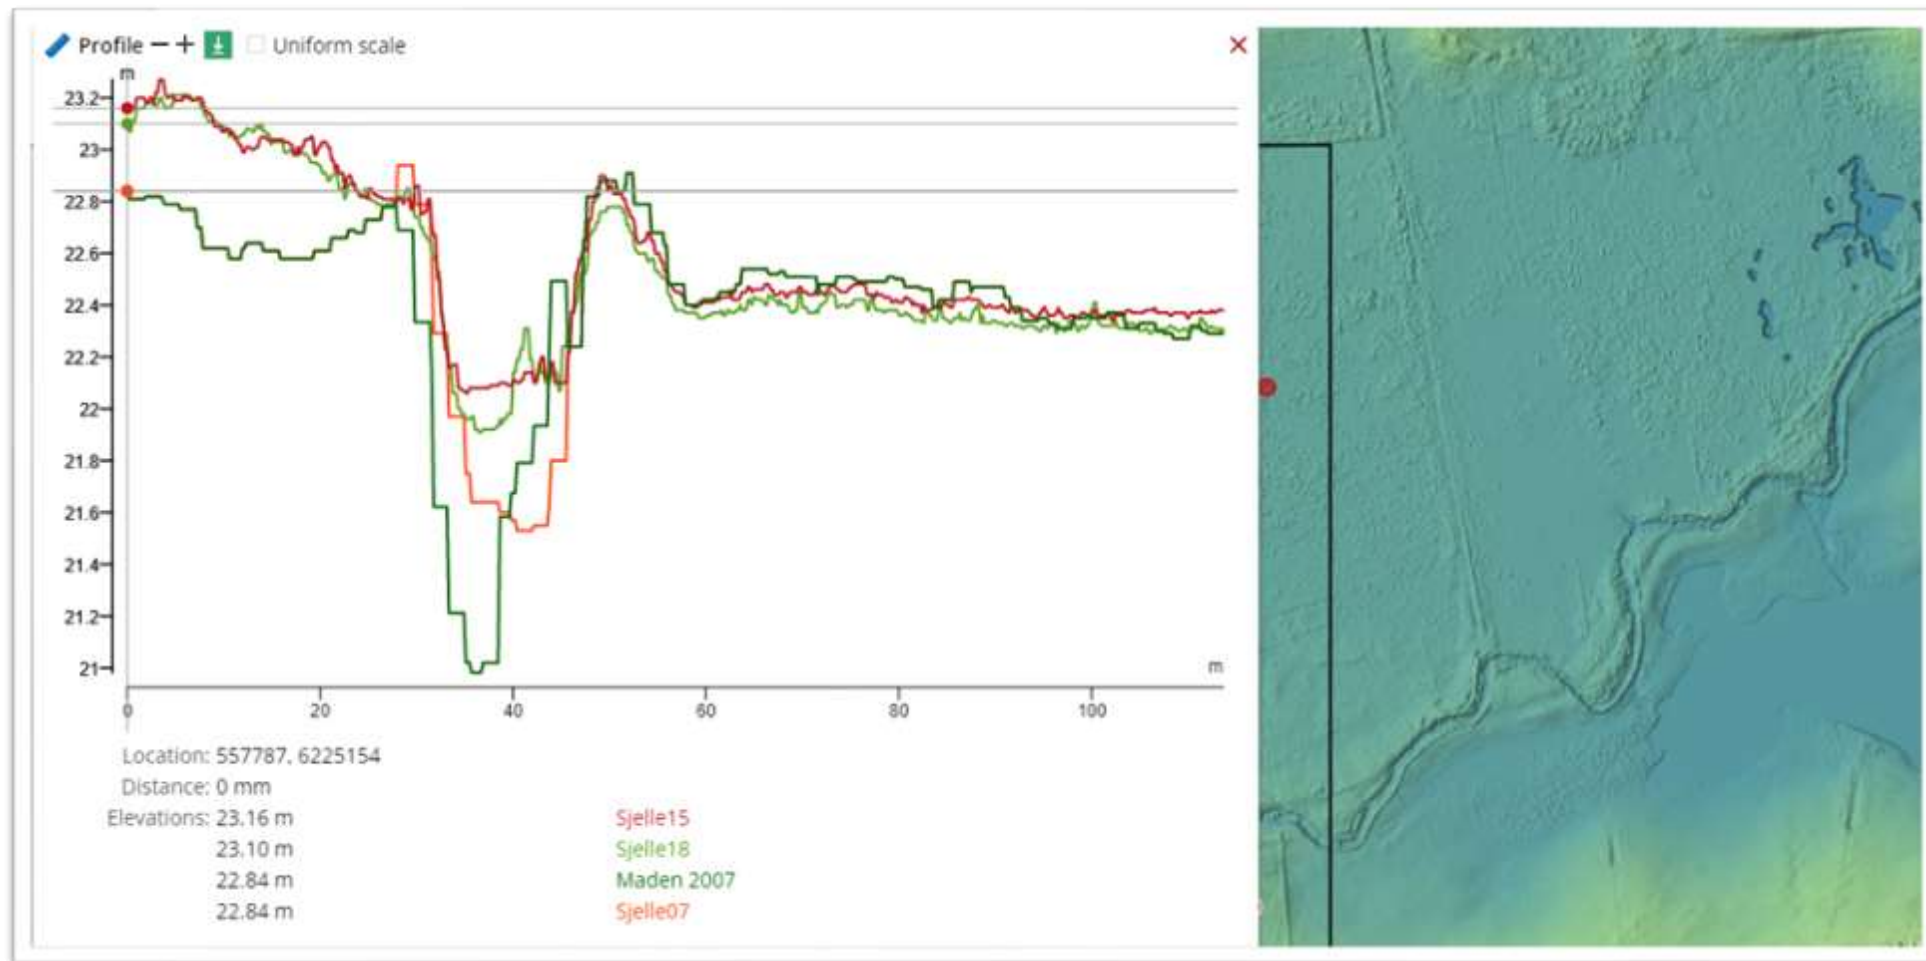 Profile − + Uniform scale
m
23.2
23
22.8
22.6
22.4
22.2
22
21.8
21.6
21.4
21.2
21
m
0 20 40 60 80 100
Location: 557787, 6225154
Distance: 0 mm
Elevations: 23.16 m Sjelle15
23.10 m Sjelle18
22.84 m Maden 2007
22.84 m Sjelle07